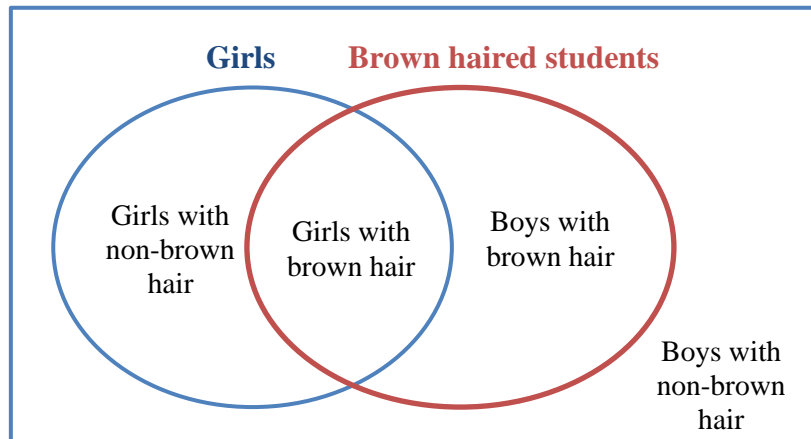 Girls
Brown haired students
Girls with
non-brown
hair
Girls with
brown hair
Boys with
brown hair
Boys with
non-brown
hair